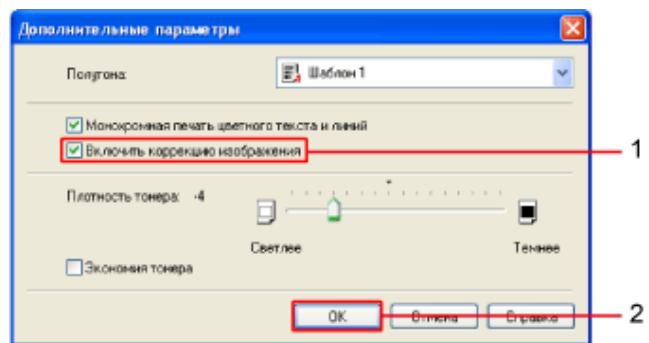 Дополнительные параметры
Полутона: Шаблон 1
Монохромная печать цветного текста и линий
Включить коррекцию изображения
1
Плотность тонера: -4
Светлее Темнее
Экономия тонера
OK Отмена Справка
2